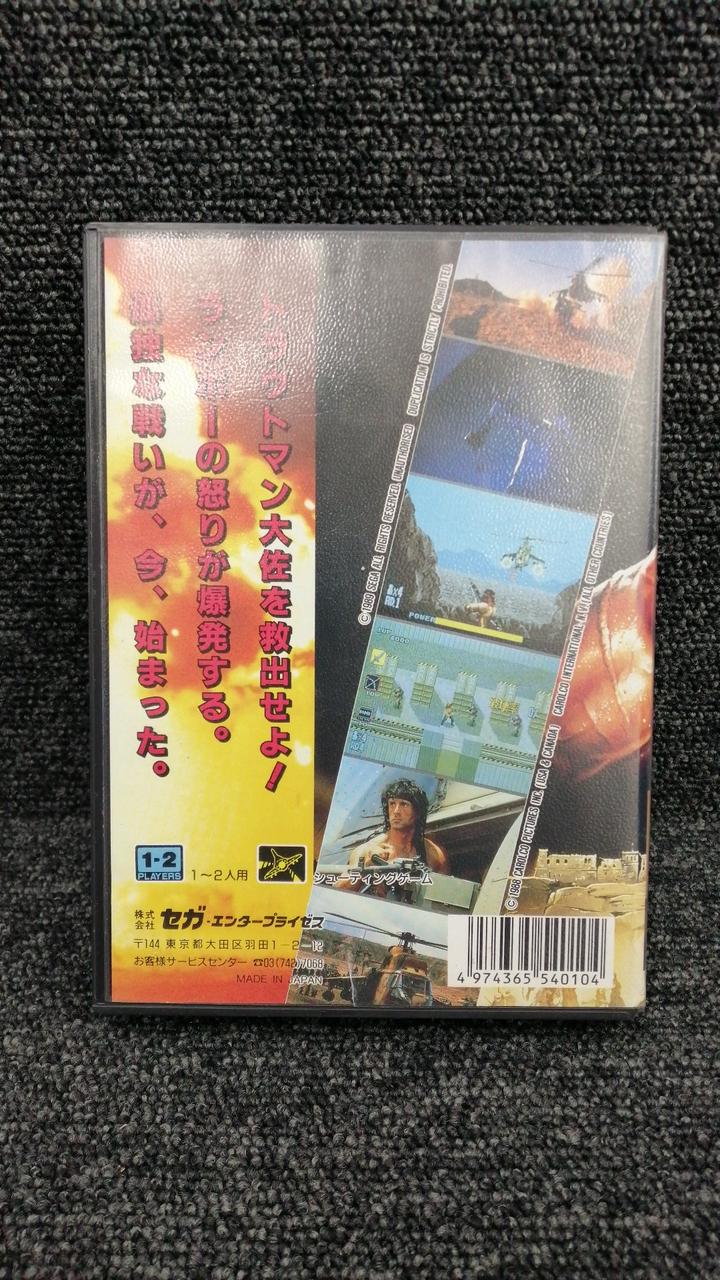 トラウトマン大佐を救出せよ!
ランボーの怒りが爆発する。
孤独な戦いが、今、始まった。
© 1989 SEGA ALL RIGHTS RESERVED. UNAUTHORISED DUPLICATION IS STRICTLY PROHIBITED.
© 1988 CAROLCO PICTURES INC. (USA & CANADA) CAROLCO INTERNATIONAL N.V. (ALL OTHER COUNTRIES)
POWER
1-2
PLAYERS
1〜2人用
シューティングゲーム
株式会社 セガ・エンタープライゼス
〒144 東京都大田区羽田1-2-12
お客様サービスセンター ☎03(742)7068
MADE IN JAPAN
4 974365 540104